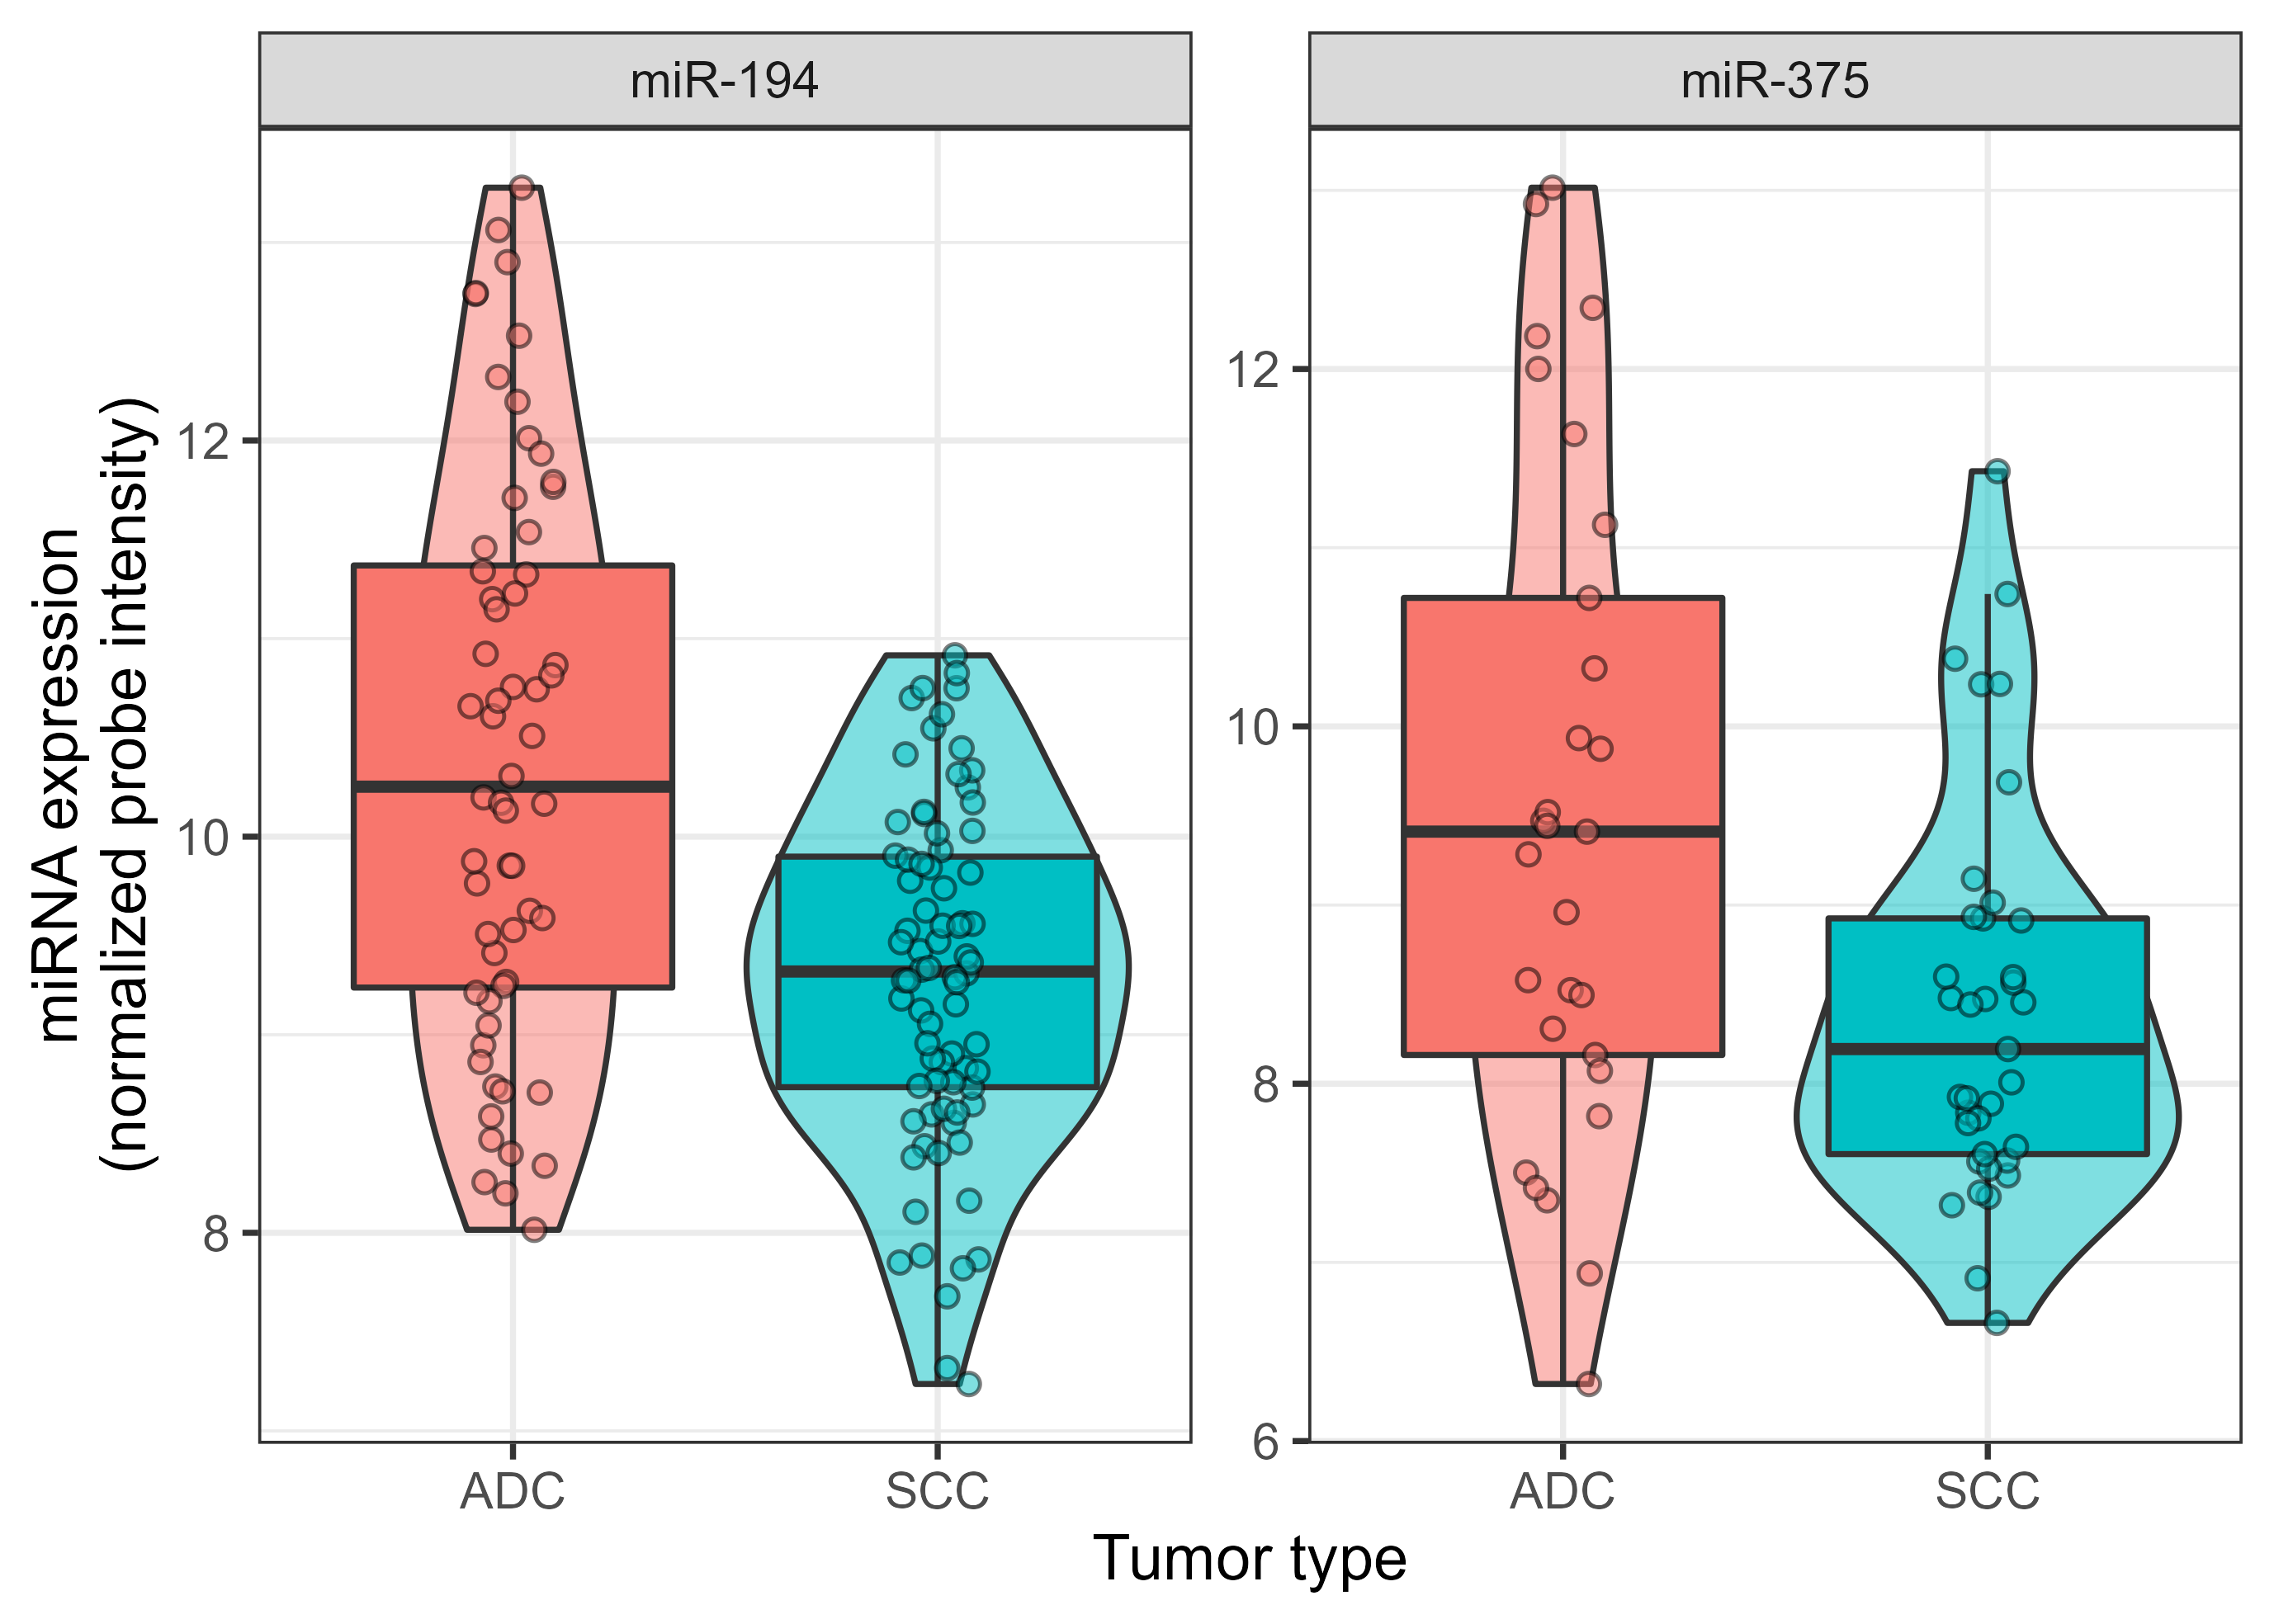 miR-194
miR-375
miRNA expression
(normalized probe intensity)
12
10
8
12
10
8
6
ADC
SCC
ADC
SCC
Tumor type